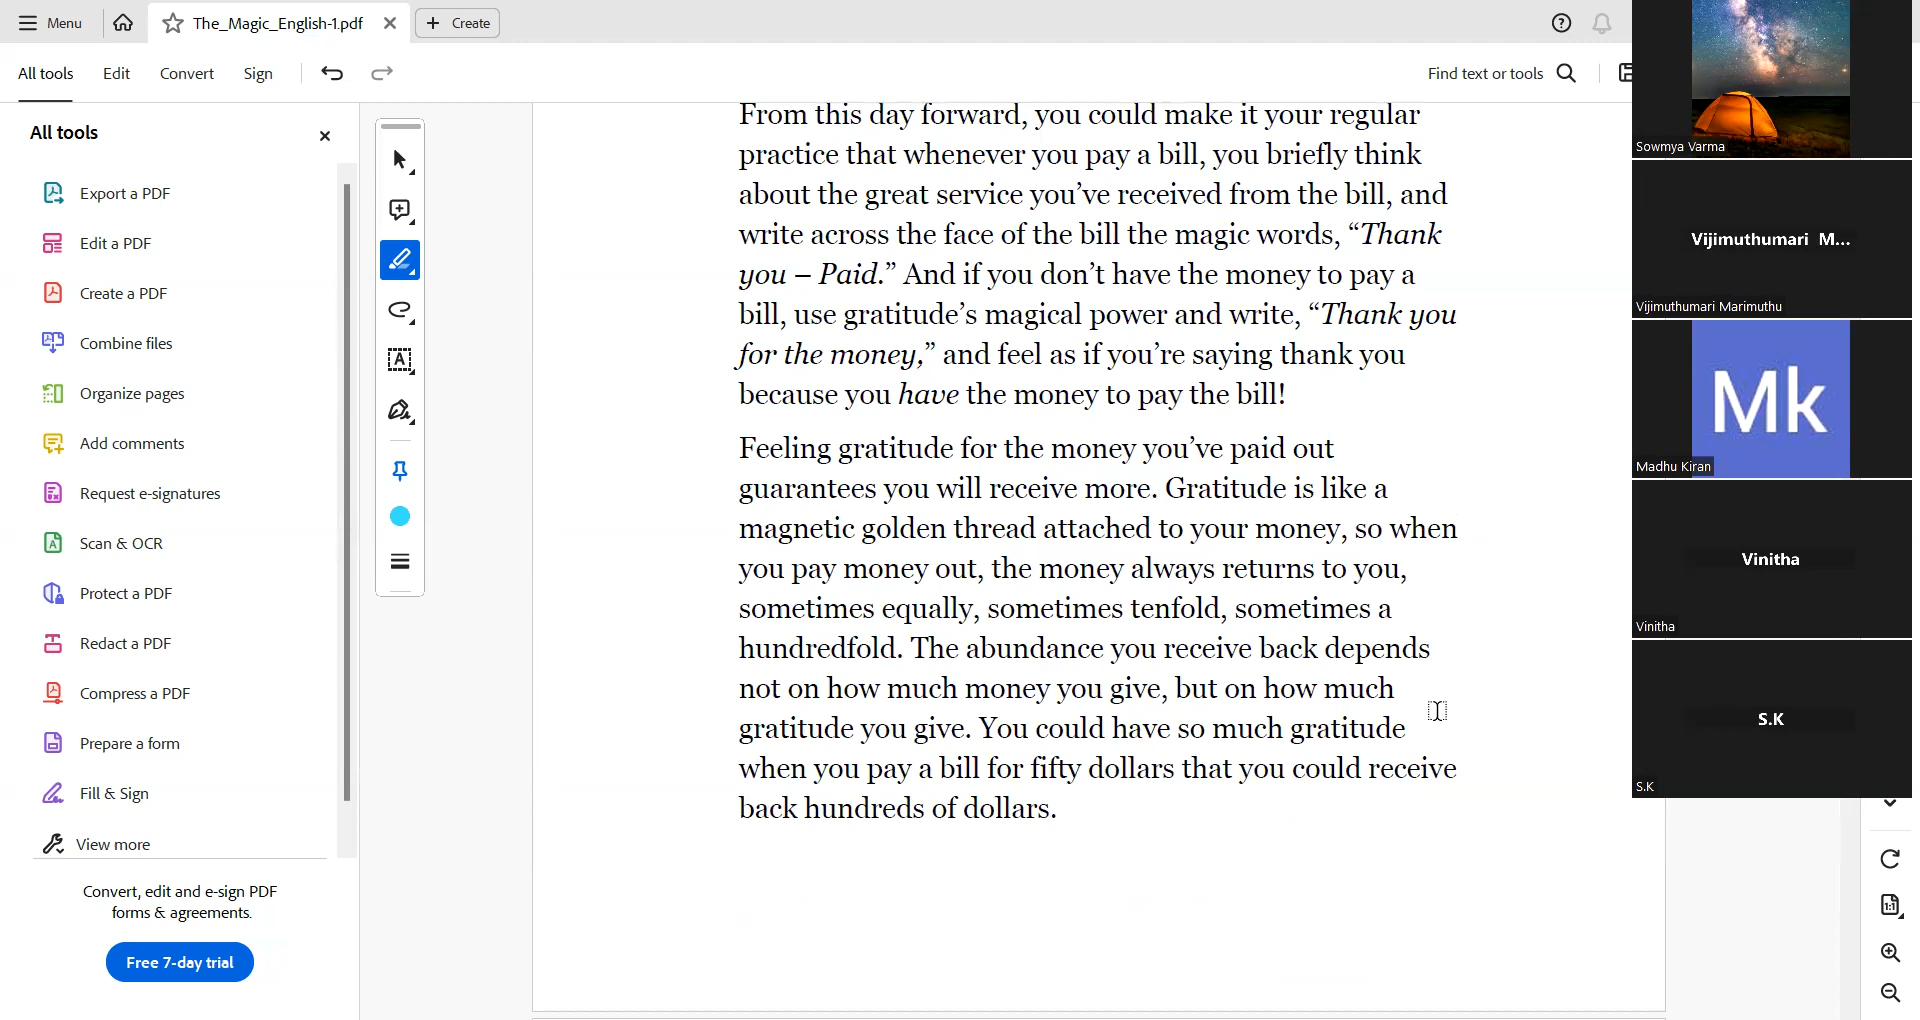 Menu
The_Magic_English-1.pdf
Create
All tools
Edit
Convert
Sign
Find text or tools
All tools
Export a PDF
Edit a PDF
Create a PDF
Combine files
Organize pages
Add comments
Request e-signatures
Scan & OCR
Protect a PDF
Redact a PDF
Compress a PDF
Prepare a form
Fill & Sign
View more
Convert, edit and e-sign PDF
forms & agreements.
Free 7-day trial
From this day forward, you could make it your regular
practice that whenever you pay a bill, you briefly think
about the great service you’ve received from the bill, and
write across the face of the bill the magic words, “Thank
you – Paid.” And if you don’t have the money to pay a
bill, use gratitude’s magical power and write, “Thank you
for the money,” and feel as if you’re saying thank you
because you have the money to pay the bill!
Feeling gratitude for the money you’ve paid out
guarantees you will receive more. Gratitude is like a
magnetic golden thread attached to your money, so when
you pay money out, the money always returns to you,
sometimes equally, sometimes tenfold, sometimes a
hundredfold. The abundance you receive back depends
not on how much money you give, but on how much
gratitude you give. You could have so much gratitude
when you pay a bill for fifty dollars that you could receive
back hundreds of dollars.
Sowmya Varma
Vijimuthumari M...
Vijimuthumari Marimuthu
Mk
Madhu Kiran
Vinitha
Vinitha
S.K
S.K